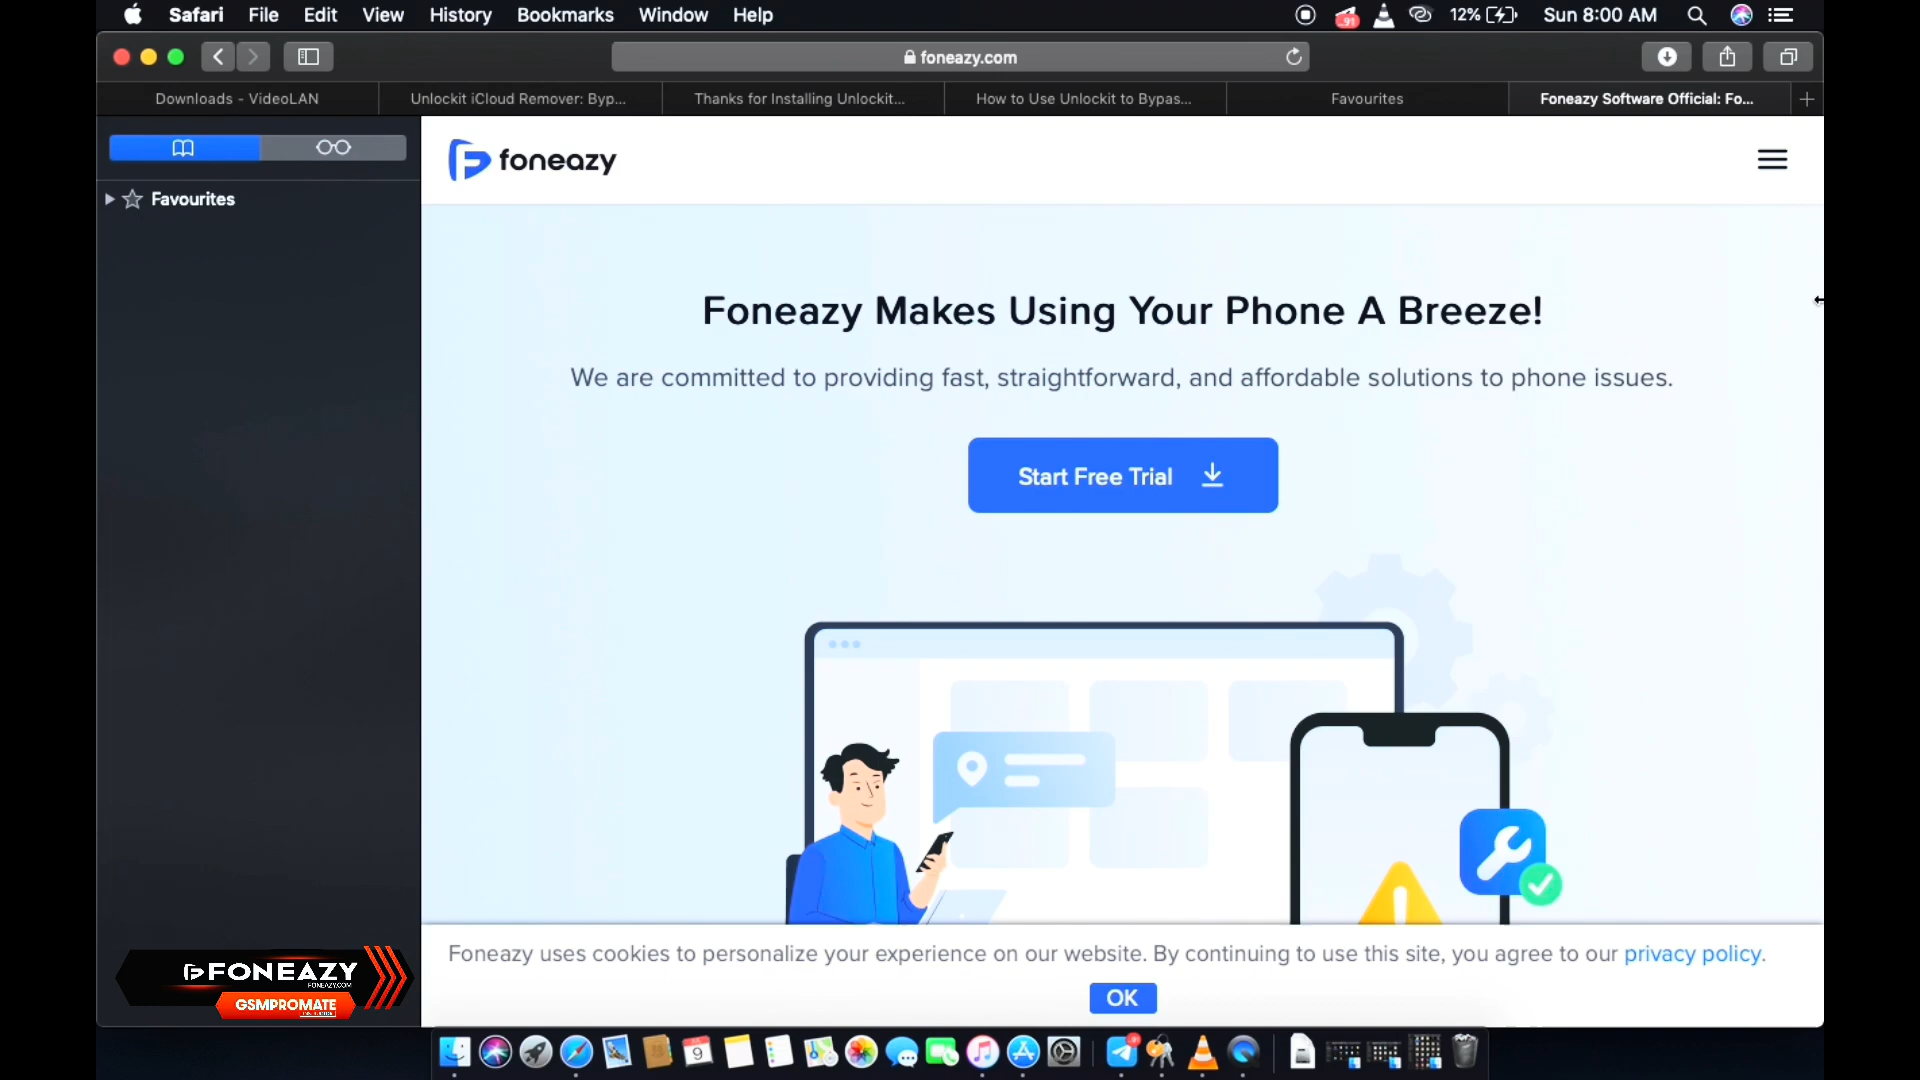 Safari File Edit View History Bookmarks Window Help
91
12%
Sun 8:00 AM
foneazy.com
Downloads - VideoLAN
Unlockit iCloud Remover: Byp...
Thanks for Installing Unlockit...
How to Use Unlockit to Bypas...
Favourites
Foneazy Software Official: Fo...
Favourites
foneazy
Foneazy Makes Using Your Phone A Breeze!
We are committed to providing fast, straightforward, and affordable solutions to phone issues.
Start Free Trial
Foneazy uses cookies to personalize your experience on our website. By continuing to use this site, you agree to our privacy policy.
OK
FONEAZY
FONEAZY.COM
GSMPROMATE
9